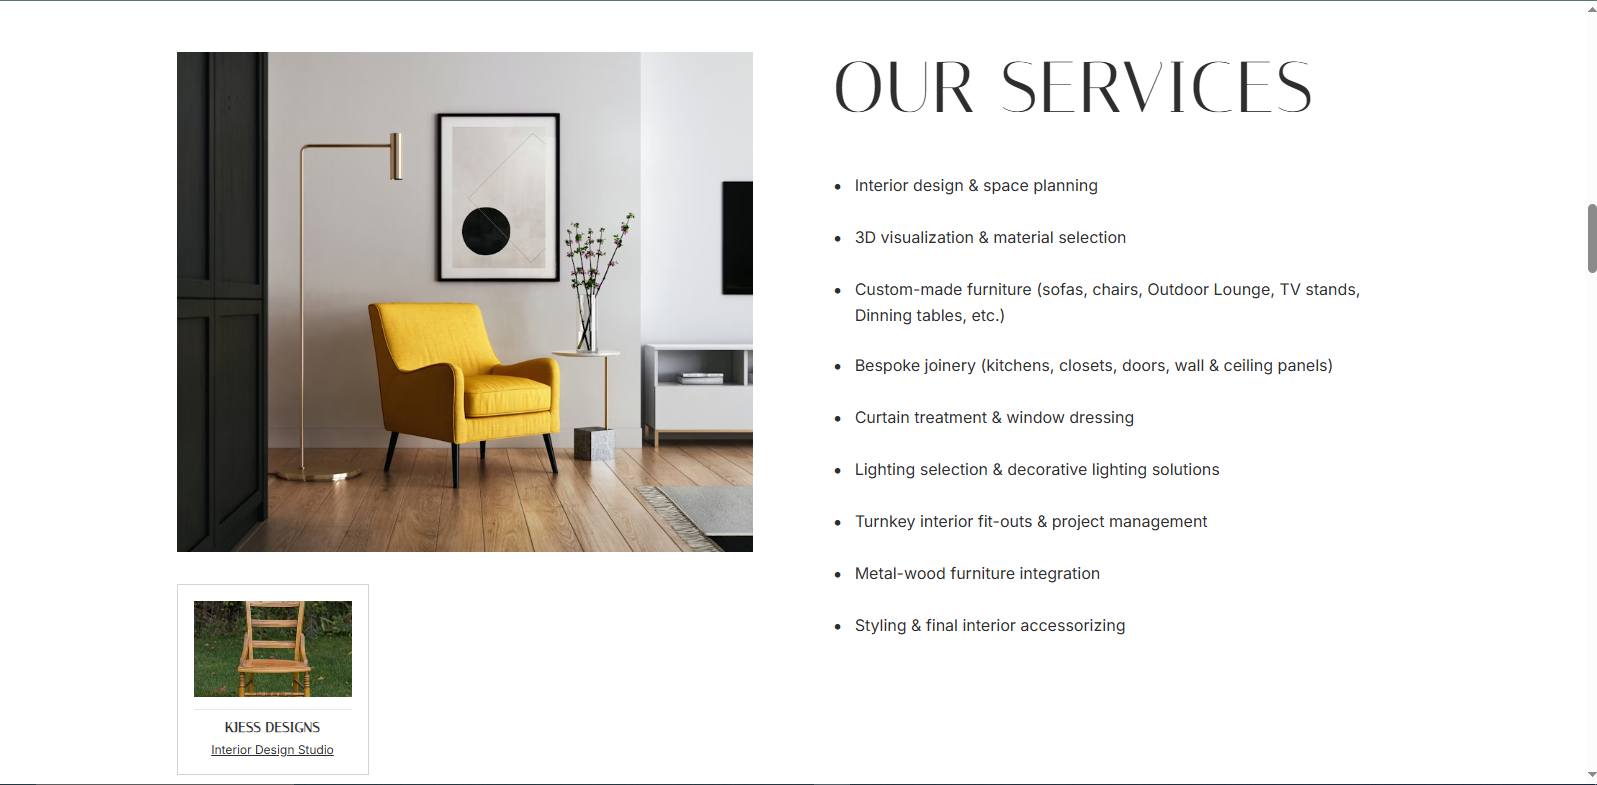 OUR SERVICES
Interior design & space planning
3D visualization & material selection
Custom-made furniture (sofas, chairs, Outdoor Lounge, TV stands,
Dinning tables, etc.)
Bespoke joinery (kitchens, closets, doors, wall & ceiling panels)
Curtain treatment & window dressing
Lighting selection & decorative lighting solutions
Turnkey interior fit-outs & project management
Metal-wood furniture integration
Styling & final interior accessorizing
KJESS DESIGNS
Interior Design Studio